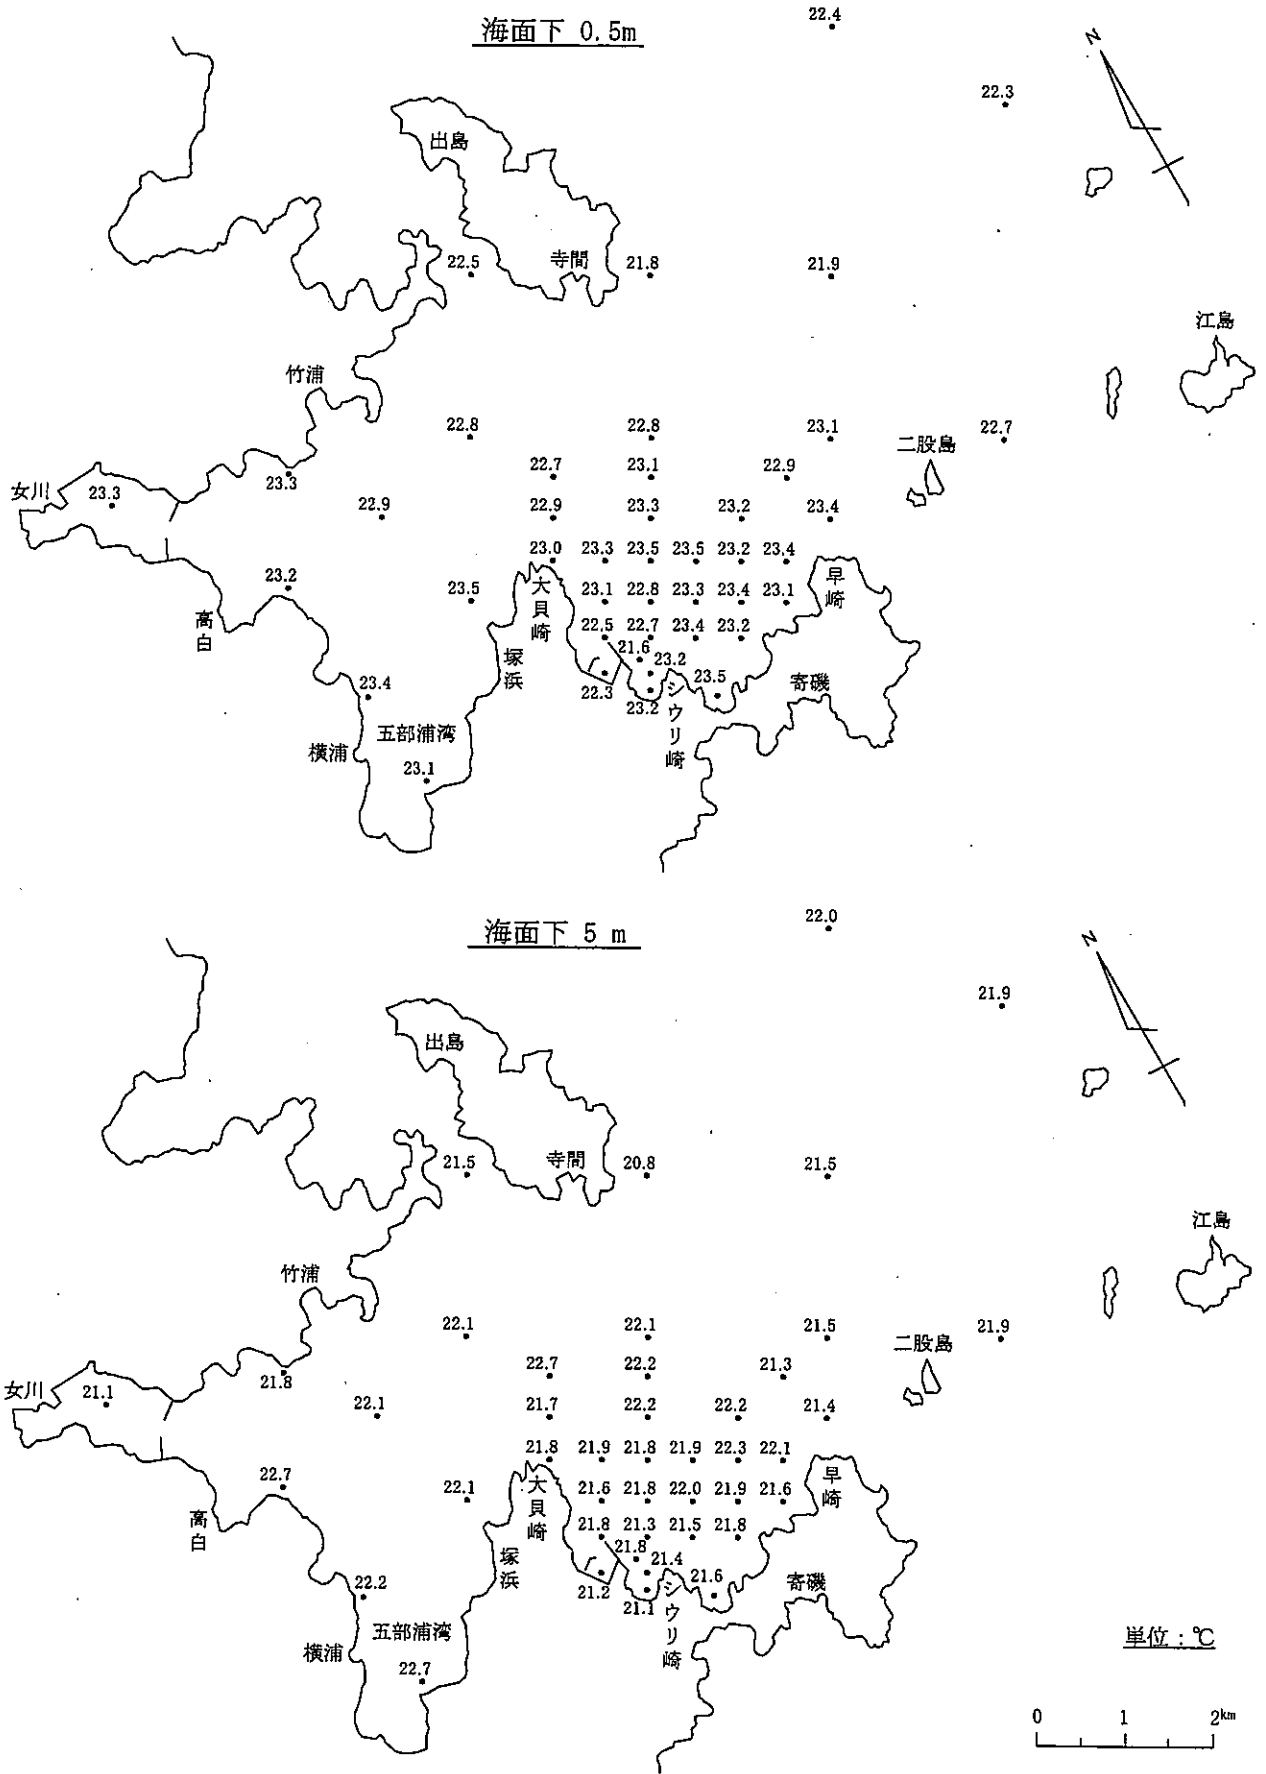 海面下 0.5m
22.4
N
22.3
出島
22.5
寺間
21.8
21.9
江島
竹浦
22.8
22.8
23.1
二股島
22.7
22.7
23.1
22.9
女川
23.3
23.3
22.9
22.9
23.3
23.2
23.4
23.0
23.3
23.5
23.5
23.2
23.4
23.2
23.5
大貝崎
23.1
22.8
23.3
23.4
23.1
早崎
高白
22.5
22.7
23.4
23.2
塚浜
21.6
23.2
23.4
22.3
23.2
シウリ崎
23.5
寄磯
五部浦湾
横浦
23.1
海面下 5 m
22.0
N
21.9
出島
21.5
寺間
20.8
21.5
江島
竹浦
22.1
22.1
21.5
二股島
21.9
22.7
22.2
21.3
女川
21.1
21.8
22.1
21.7
22.2
22.2
21.4
21.8
21.9
21.8
21.9
22.3
22.1
22.7
22.1
大貝崎
21.6
21.8
22.0
21.9
21.6
早崎
高白
21.8
21.3
21.5
21.8
塚浜
21.8
21.4
22.2
21.2
21.1
シウリ崎
21.6
寄磯
五部浦湾
横浦
22.7
単位：℃
0 1 2km